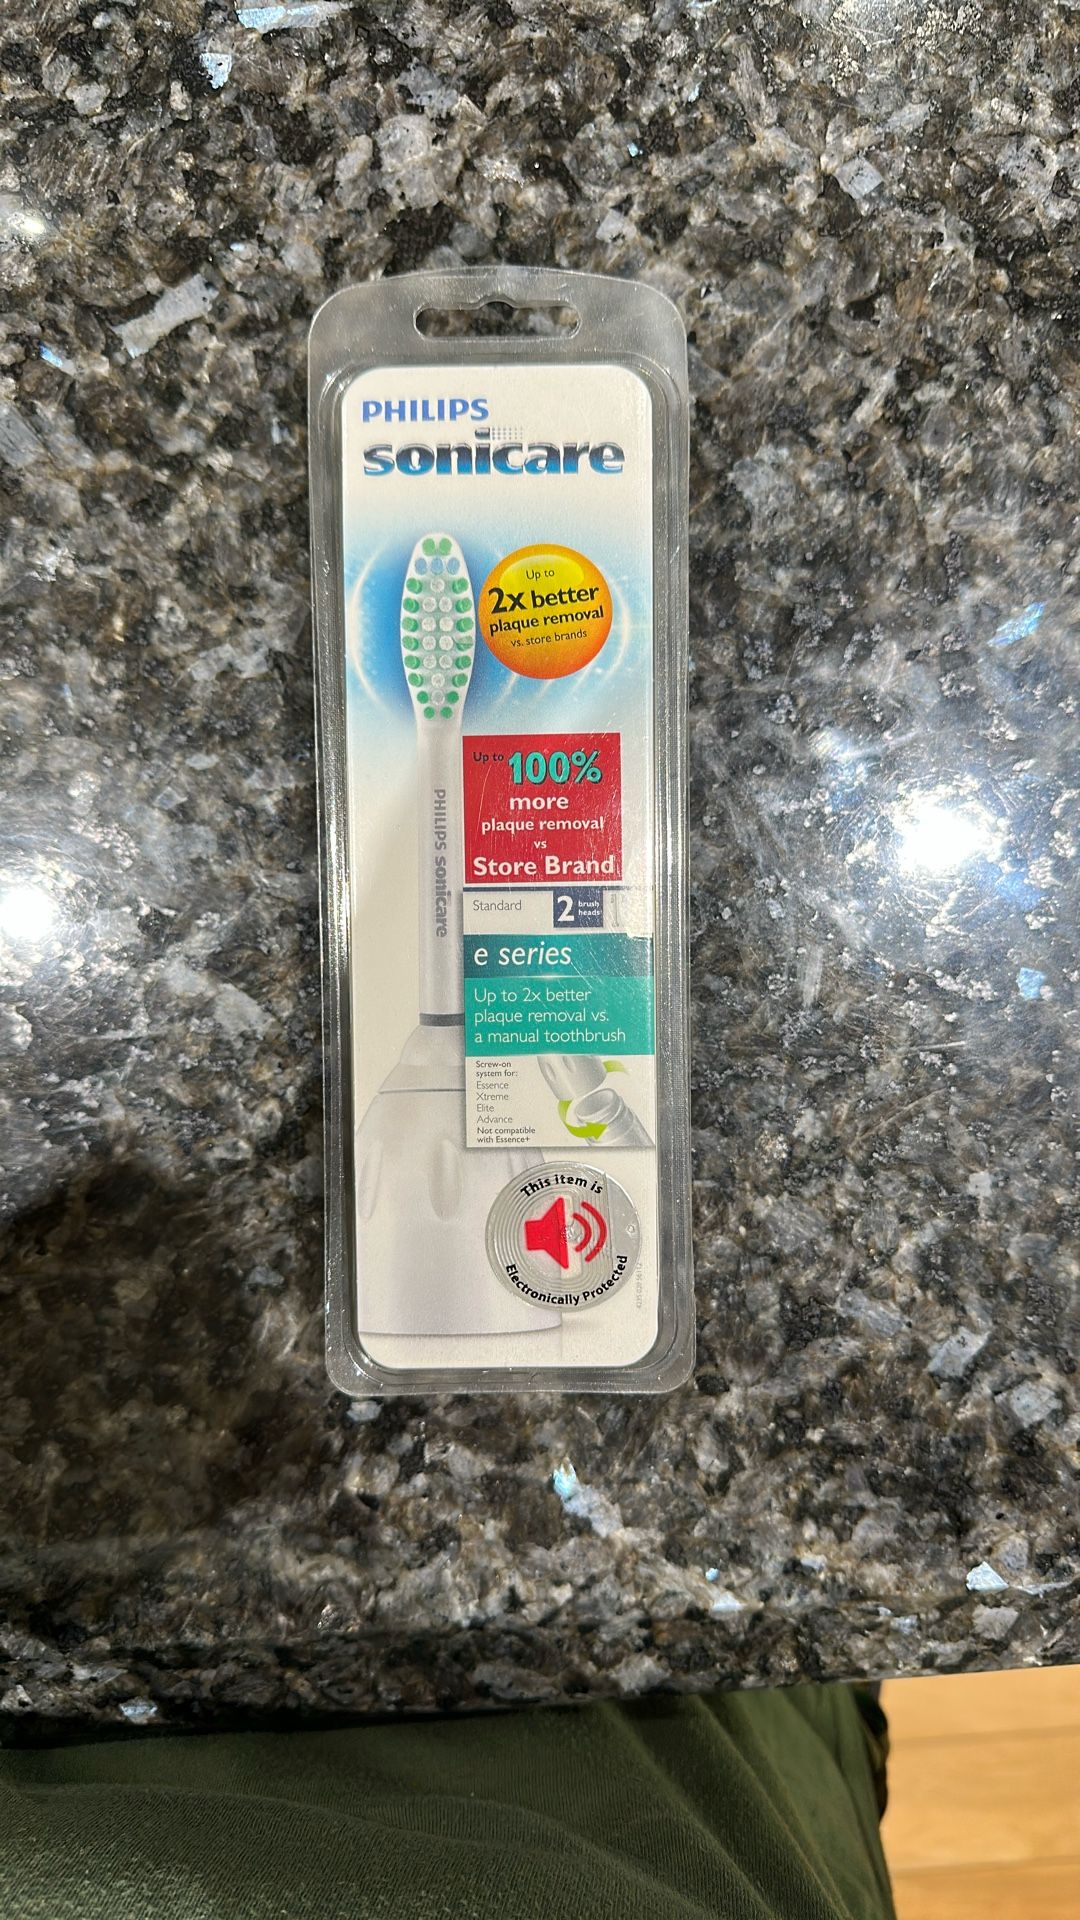 PHILIPS
sonicare
Up to
2x better
plaque removal
vs. store brands
Up to 100%
more
plaque removal
vs
Store Brand
PHILIPS sonicare
Standard
2 brush
heads
e series
Up to 2x better
plaque removal vs.
a manual toothbrush
Screw-on
system for:
Essence
Xtreme
Elite
Advance
Not compatible
with Essence+
This item is
Electronically Protected